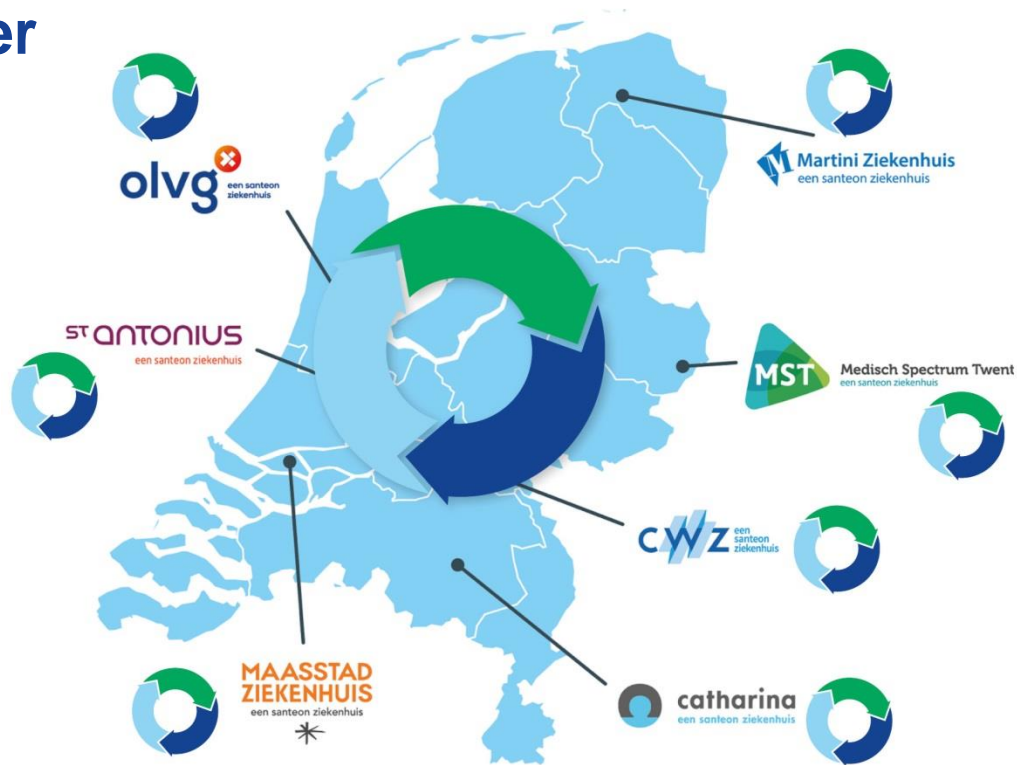 er
olvg
een santeon
ziekenhuis
Martini Ziekenhuis
een santeon ziekenhuis
ST antonius
een santeon ziekenhuis
MST
Medisch Spectrum Twent
een santeon ziekenhuis
CWZ
een
santeon
ziekenhuis
MAASSTAD
ZIEKENHUIS
een santeon ziekenhuis
catharina
een santeon ziekenhuis